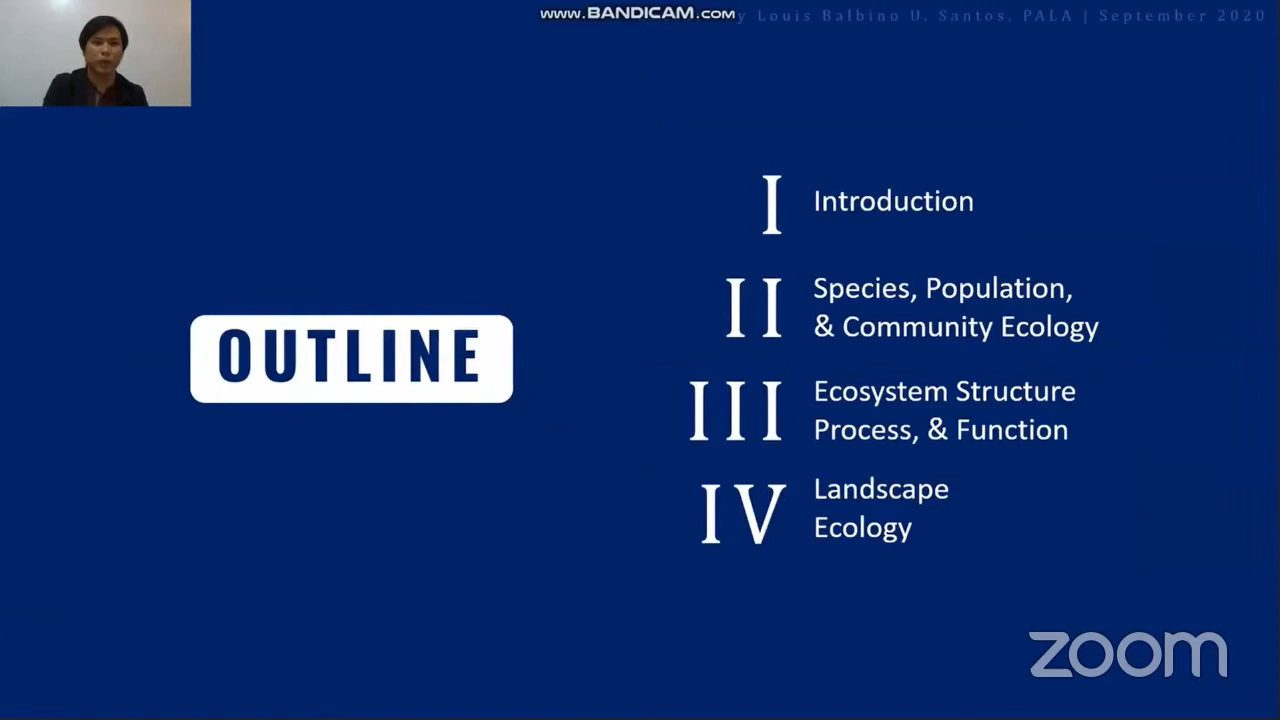 www.BANDICAM.com
y Louis Balbino U. Santos, PALA | September 2020
OUTLINE
I Introduction
II Species, Population,
& Community Ecology
III Ecosystem Structure
Process, & Function
IV Landscape
Ecology
zoom